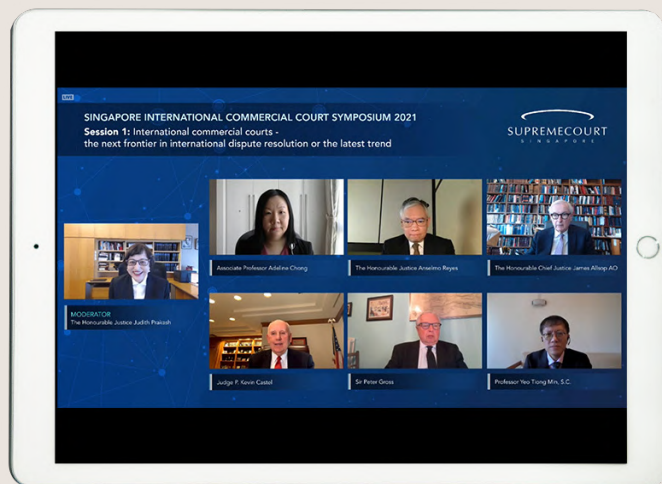 LIVE
SINGAPORE INTERNATIONAL COMMERCIAL COURT SYMPOSIUM 2021
Session 1: International commercial courts -
the next frontier in international dispute resolution or the latest trend
SUPREMECOURT
SINGAPORE
Associate Professor Adeline Chong
The Honourable Justice Anselmo Reyes
The Honourable Chief Justice James Allsop AO
MODERATOR
The Honourable Justice Judith Prakash
Judge P. Kevin Castel
Sir Peter Gross
Professor Yeo Tiong Min, S.C.